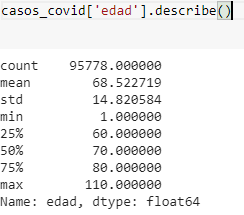 casos_covid['edad'].describe()
count    95778.000000
mean        68.522719
std         14.820584
min          1.000000
25%         60.000000
50%         70.000000
75%         80.000000
max        110.000000
Name: edad, dtype: float64